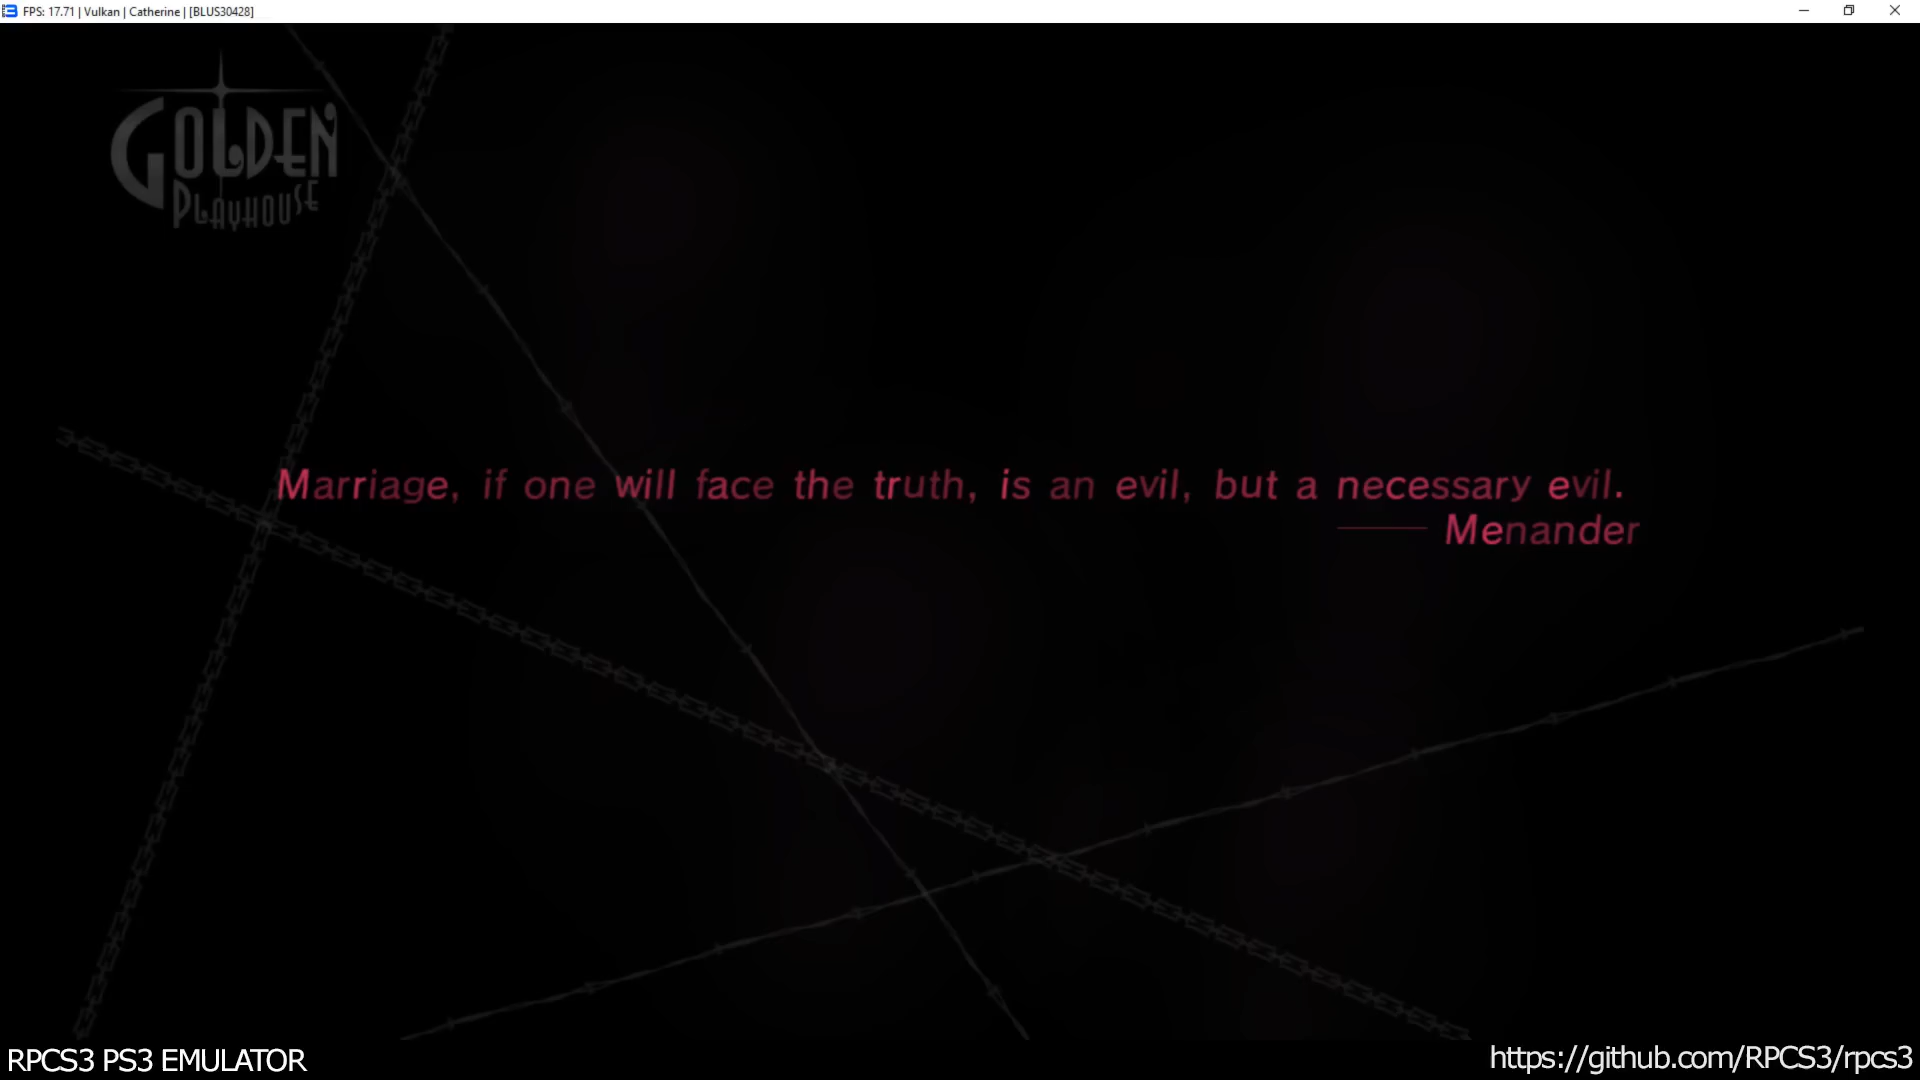 FPS: 17.71 | Vulkan | Catherine | [BLUS30428]
GOLDEN
PLAYHOUSE
Marriage, if one will face the truth, is an evil, but a necessary evil.
—— Menander
RPCS3 PS3 EMULATOR
https://github.com/RPCS3/rpcs3